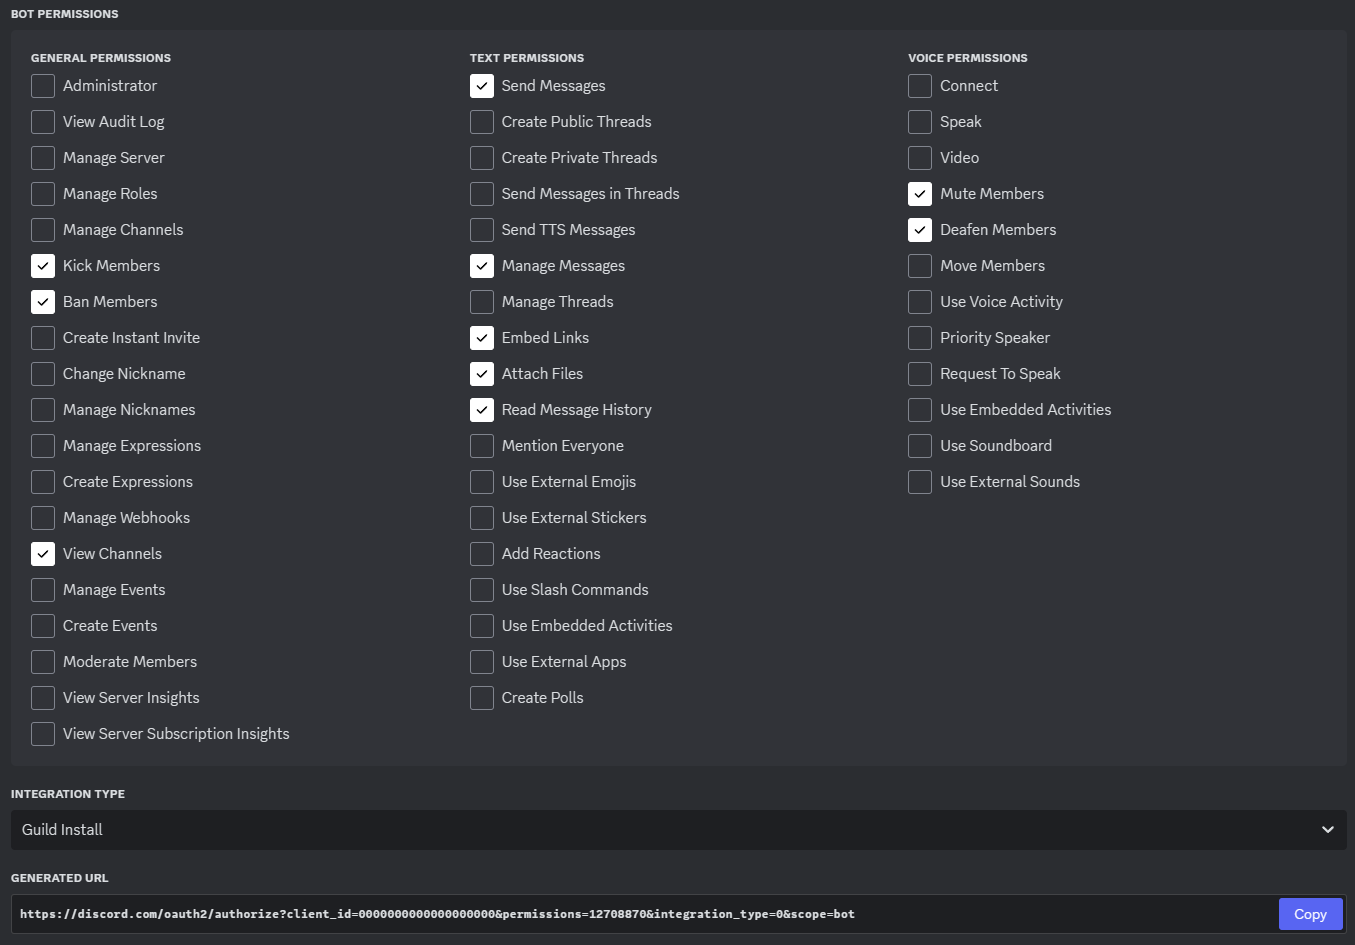 BOT PERMISSIONS
GENERAL PERMISSIONS
Administrator
View Audit Log
Manage Server
Manage Roles
Manage Channels
Kick Members
Ban Members
Create Instant Invite
Change Nickname
Manage Nicknames
Manage Expressions
Create Expressions
Manage Webhooks
View Channels
Manage Events
Create Events
Moderate Members
View Server Insights
View Server Subscription Insights
TEXT PERMISSIONS
Send Messages
Create Public Threads
Create Private Threads
Send Messages in Threads
Send TTS Messages
Manage Messages
Manage Threads
Embed Links
Attach Files
Read Message History
Mention Everyone
Use External Emojis
Use External Stickers
Add Reactions
Use Slash Commands
Use Embedded Activities
Use External Apps
Create Polls
VOICE PERMISSIONS
Connect
Speak
Video
Mute Members
Deafen Members
Move Members
Use Voice Activity
Priority Speaker
Request To Speak
Use Embedded Activities
Use Soundboard
Use External Sounds
INTEGRATION TYPE
Guild Install
GENERATED URL
https://discord.com/oauth2/authorize?client_id=0000000000000000000&permissions=12708870&integration_type=0&scope=bot
Copy